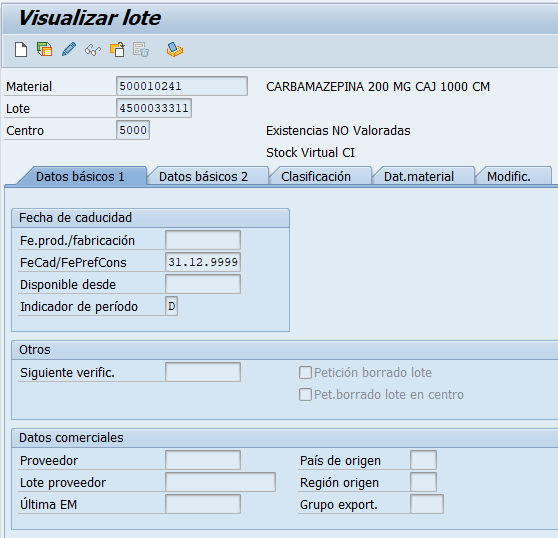 Visualizar lote
Material 500010241 CARBAMAZEPINA 200 MG CAJ 1000 CM
Lote 4500033311
Centro 5000 Existencias NO Valoradas
Stock Virtual CI
Datos básicos 1 Datos básicos 2 Clasificación Dat.material Modific.
Fecha de caducidad
Fe.prod./fabricación
FeCad/FePrefCons 31.12.9999
Disponible desde
Indicador de período D
Otros
Siguiente verific. Petición borrado lote
Pet.borrado lote en centro
Datos comerciales
Proveedor País de origen
Lote proveedor Región origen
Última EM Grupo export.